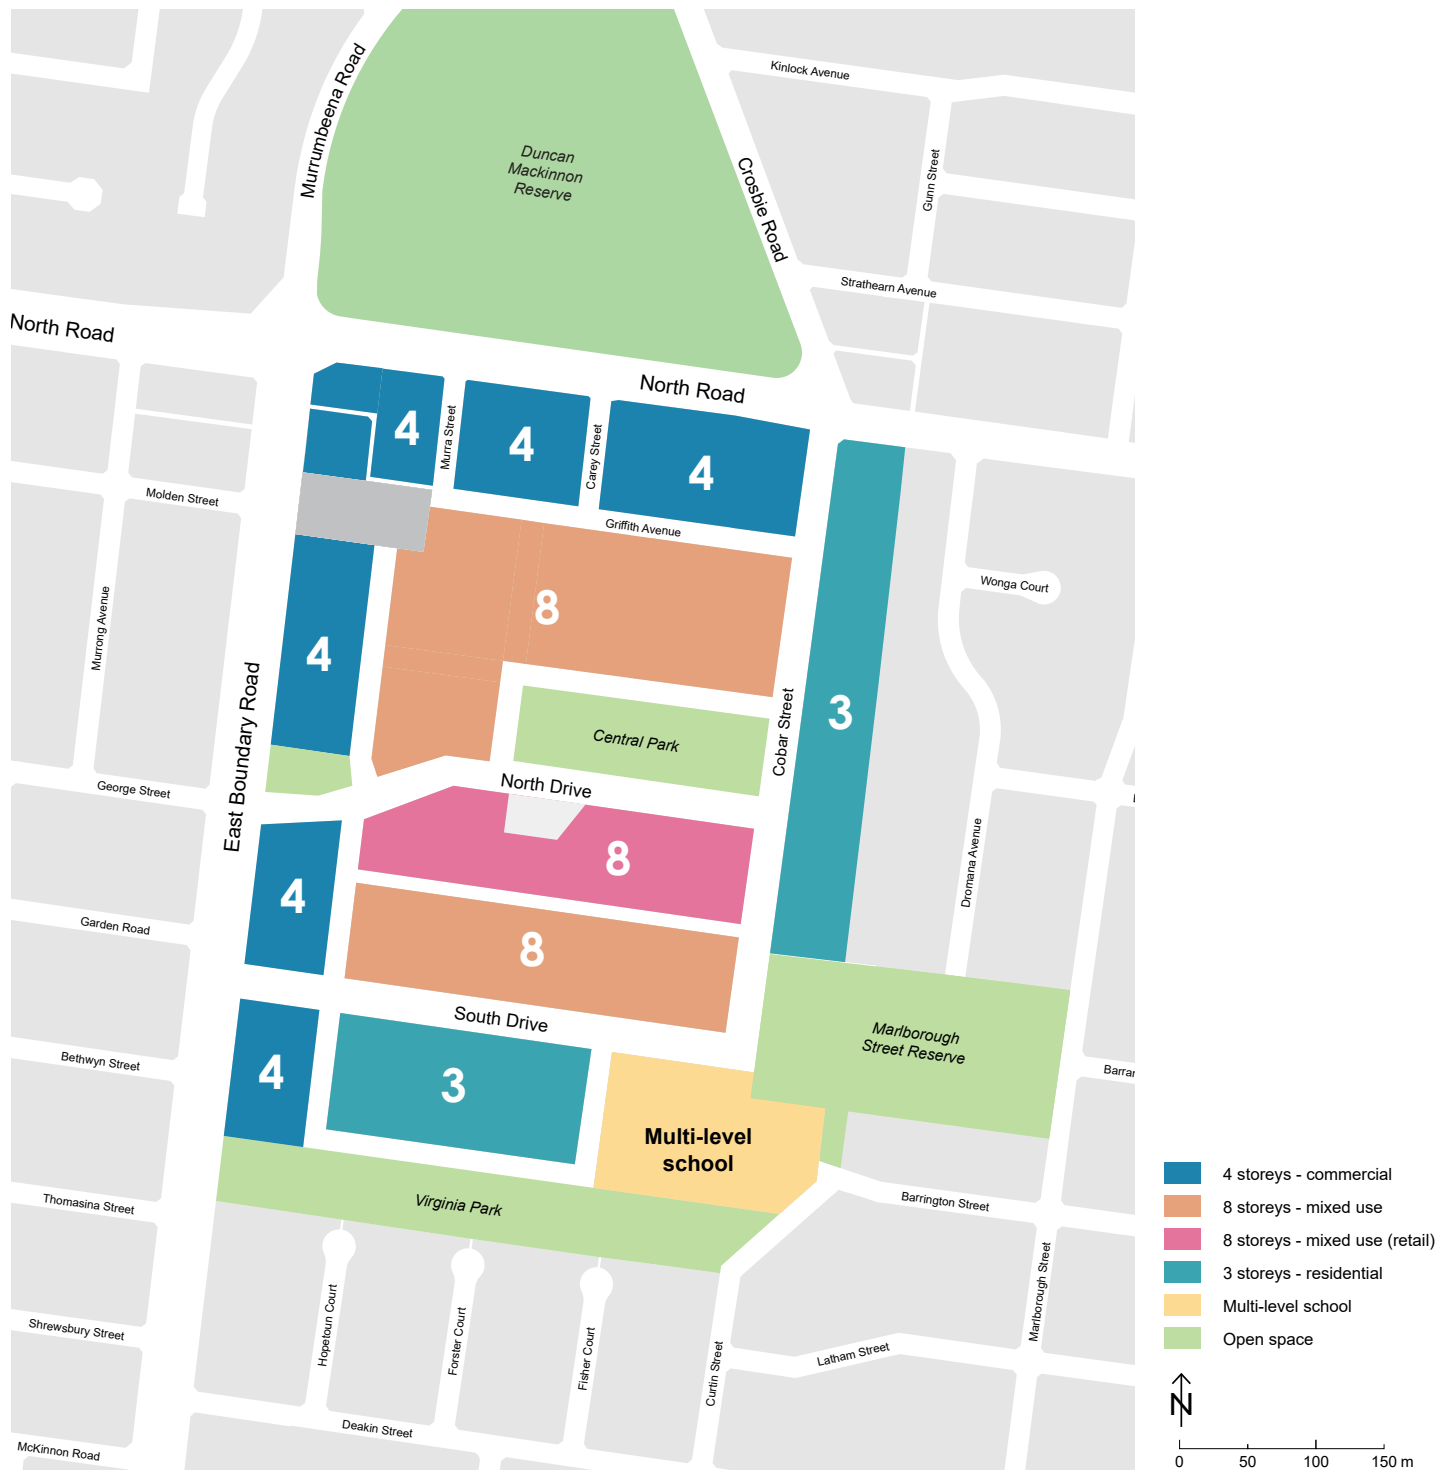 Kinlock Avenue
Murrumbeena Road
Duncan
Mackinnon
Reserve
Crosbie Road
Gunn Street
Strathearn Avenue
North Road
North Road
4
4
4
Murra Street
Carey Street
Griffith Avenue
Molden Street
Wonga Court
Murrong Avenue
8
4
3
East Boundary Road
Central Park
Cobar Street
North Drive
George Street
8
Dromana Avenue
4
Garden Road
8
South Drive
Marlborough
Street Reserve
Bethwyn Street
4
3
Barrar
Multi-level
school
Virginia Park
Thomasina Street
Barrington Street
Marlborough Street
Hopetoun Court
Forster Court
Fisher Court
Curtin Street
Shrewsbury Street
Latham Street
Deakin Street
McKinnon Road
4 storeys - commercial
8 storeys - mixed use
8 storeys - mixed use (retail)
3 storeys - residential
Multi-level school
Open space
N
0 50 100 150 m